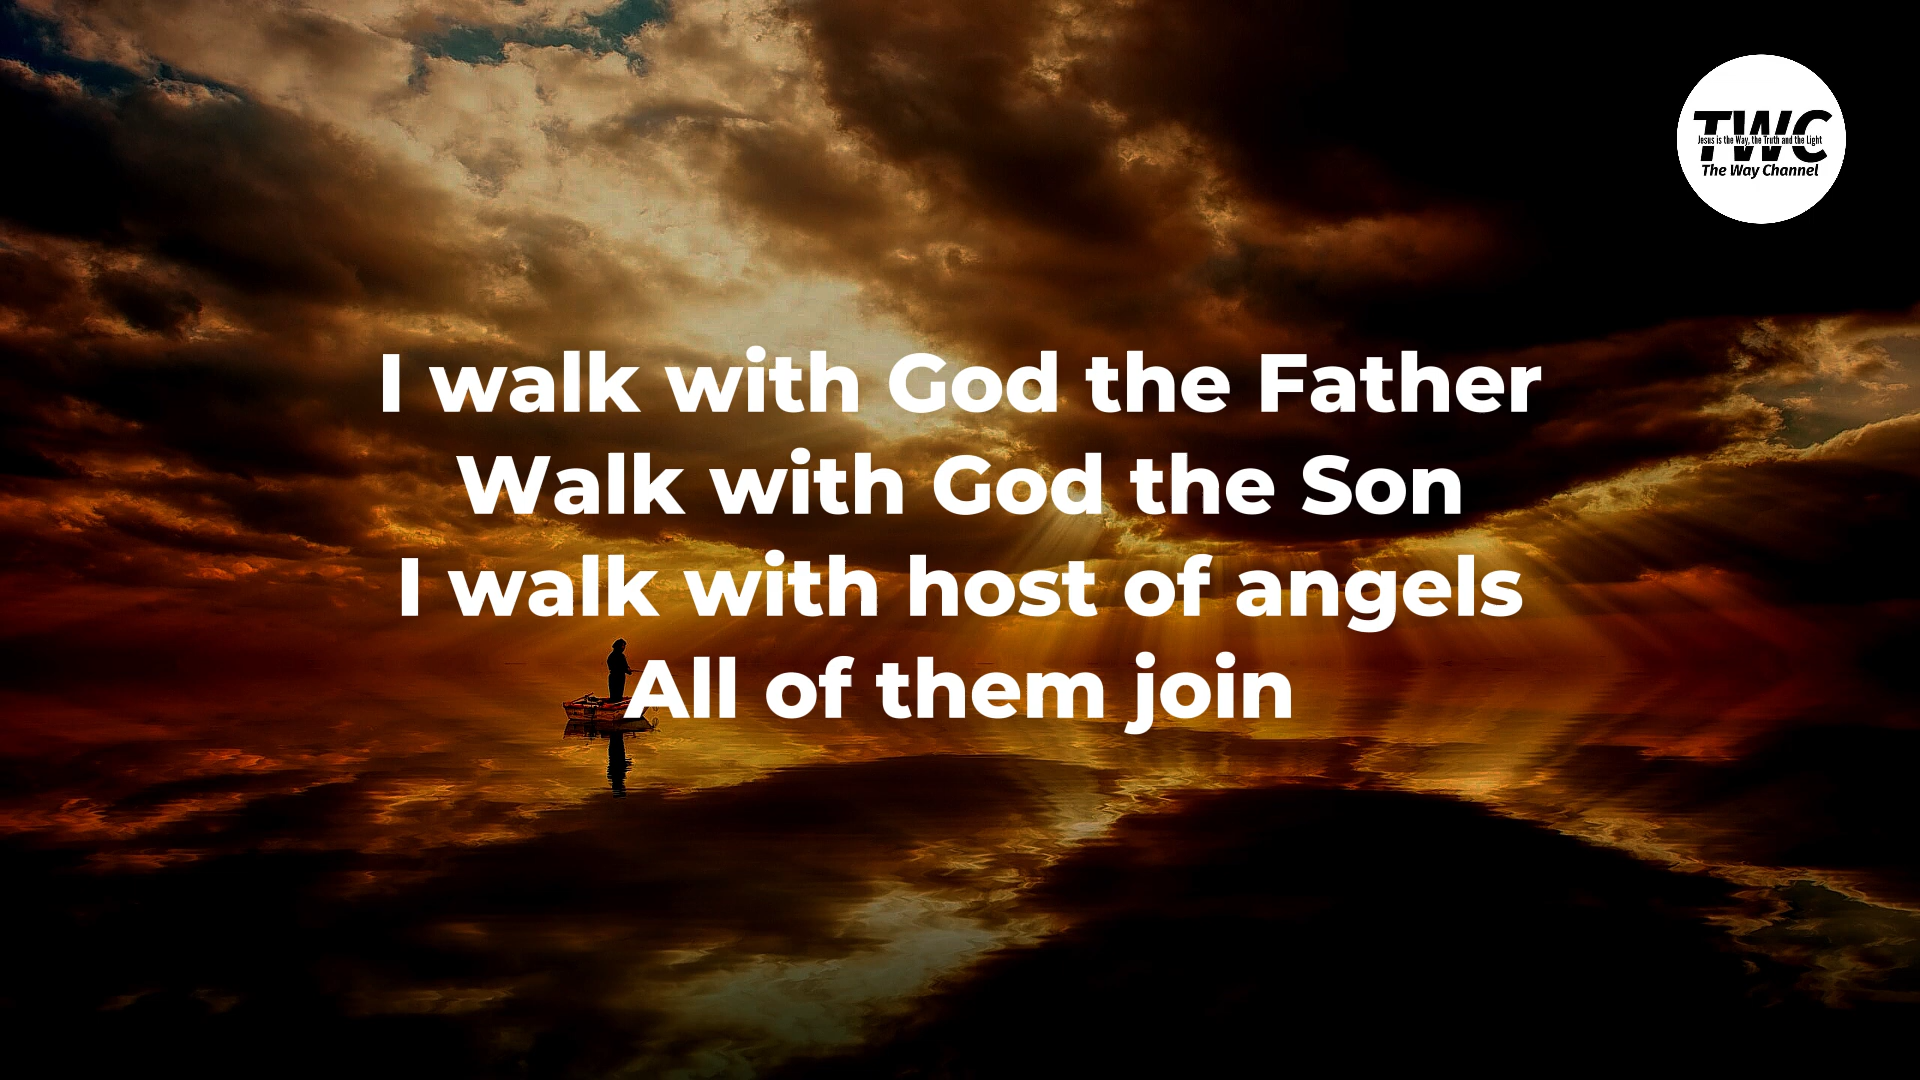 TWC
Jesus is the Way, the Truth and the Light
The Way Channel
I walk with God the Father
Walk with God the Son
I walk with host of angels
All of them join